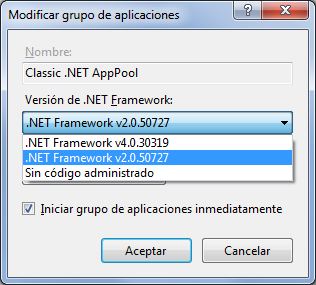 Modificar grupo de aplicaciones
Nombre:
Classic .NET AppPool
Versión de .NET Framework:
.NET Framework v2.0.50727
.NET Framework v4.0.30319
.NET Framework v2.0.50727
Sin código administrado
Iniciar grupo de aplicaciones inmediatamente
Aceptar
Cancelar